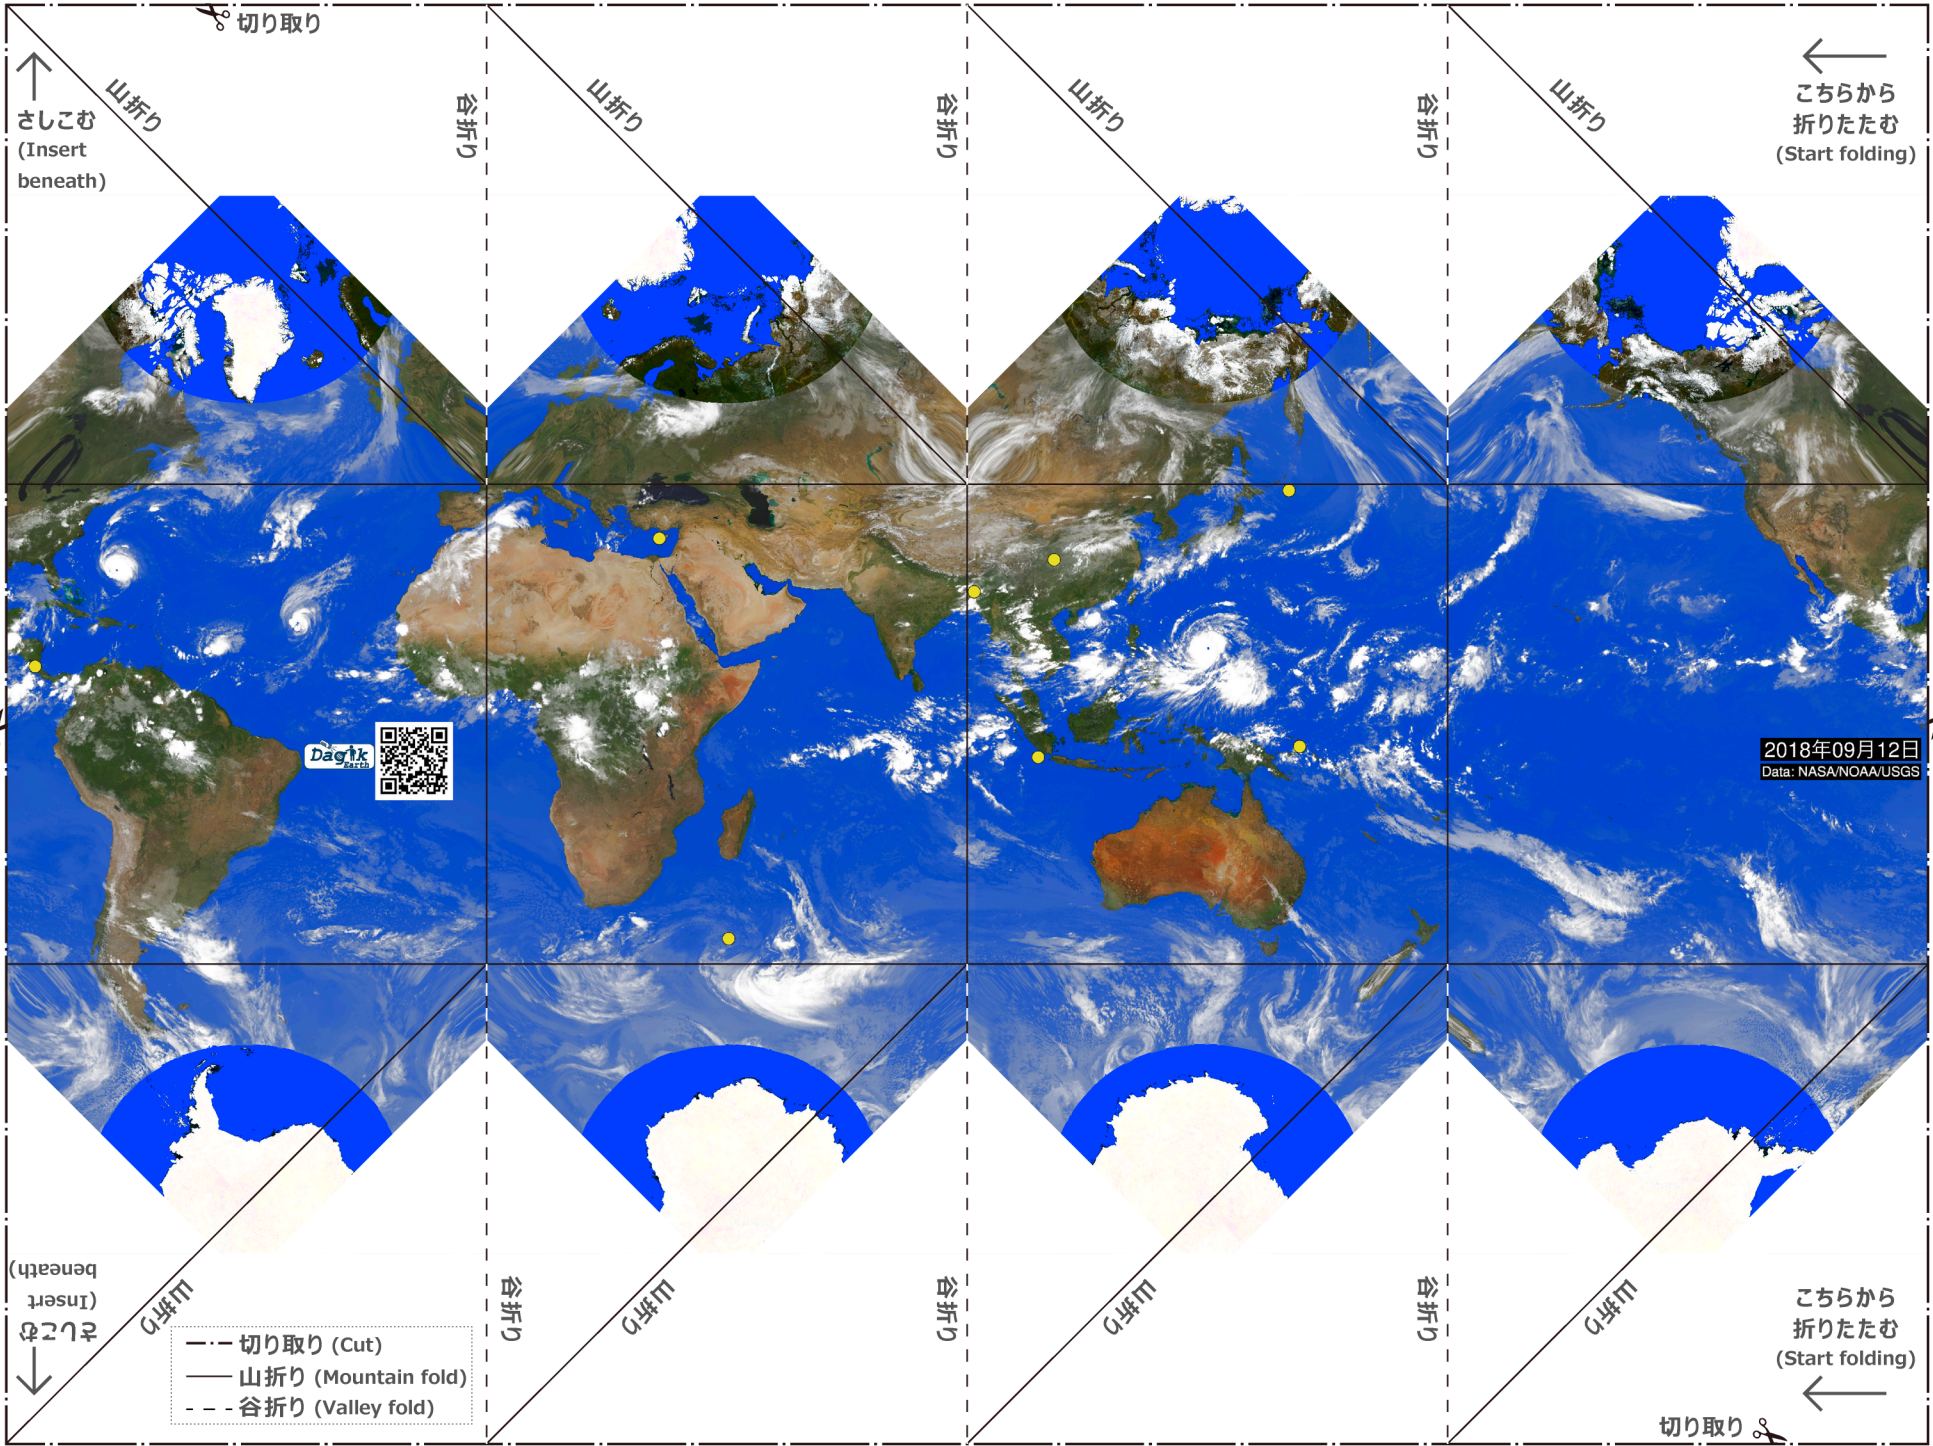 切り取り
山折り
谷折り
山折り
谷折り
山折り
谷折り
山折り
さしこむ
(Insert
beneath)
こちらから
折りたたむ
(Start folding)
Dagik
Earth
2018年09月12日
Data: NASA/NOAA/USGS
さしこむ
(Insert
beneath)
山折り
谷折り
山折り
谷折り
山折り
谷折り
山折り
切り取り (Cut)
山折り (Mountain fold)
谷折り (Valley fold)
こちらから
折りたたむ
(Start folding)
切り取り